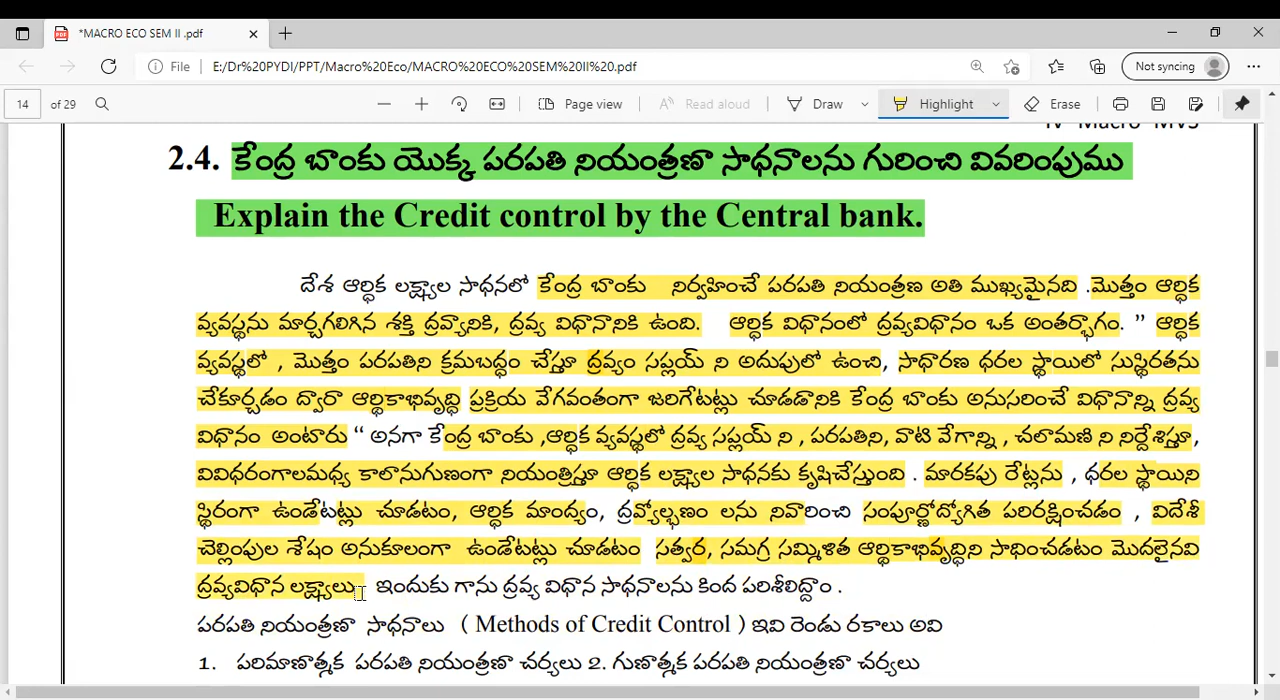 *MACRO ECO SEM II .pdf
File E:/Dr%20PYDI/PPT/Macro%20Eco/MACRO%20ECO%20SEM%20II%20.pdf Not syncing
14 of 29 Page view Read aloud Draw Highlight Erase
IV Macro MVS
2.4. కేంద్ర బాంకు యొక్క పరపతి నియంత్రణా సాధనాలను గురించి వివరింపుము
Explain the Credit control by the Central bank.
దేశ ఆర్ధిక లక్ష్యాల సాధనలో కేంద్ర బాంకు నిర్వహించే పరపతి నియంత్రణ అతి ముఖ్యమైనది .మొత్తం ఆర్ధిక
వ్యవస్థను మార్చగలిగిన శక్తి ద్రవ్యానికి, ద్రవ్య విధానానికి ఉంది. ఆర్ధిక విధానంలో ద్రవ్యవిధానం ఒక అంతర్భాగం. ” ఆర్ధిక
వ్యవస్థలో , మొత్తం పరపతిని క్రమబద్ధం చేస్తూ ద్రవ్యం సప్లయ్ ని అదుపులో ఉంచి, సాధారణ ధరల స్థాయిలో సుస్థిరతను
చేకూర్చడం ద్వారా ఆర్థికాభివృద్ధి ప్రక్రియ వేగవంతంగా జరిగేటట్లు చూడడానికి కేంద్ర బాంకు అనుసరించే విధానాన్ని ద్రవ్య
విధానం అంటారు “ అనగా కేంద్ర బాంకు ,ఆర్ధిక వ్యవస్థలో ద్రవ్య సప్లయ్ ని , పరపతిని, వాటి వేగాన్ని , చలామణి ని నిర్దేశిస్తూ,
వివిధరంగాలమధ్య కాలానుగుణంగా నియంత్రిస్తూ ఆర్ధిక లక్ష్యాల సాధనకు కృషిచేస్తుంది . మారకపు రేట్లను , ధరల స్థాయిని
స్థిరంగా ఉండేటట్లు చూడటం, ఆర్ధిక మాంద్యం, ద్రవ్యోల్భణం లను నివారించి సంపూర్ణోద్యోగిత పరిరక్షించడం , విదేశీ
చెల్లింపుల శేషం అనుకూలంగా ఉండేటట్లు చూడటం సత్వర, సమగ్ర సమ్మిళిత ఆర్థికాభివృద్ధిని సాధించడటం మొదలైనవి
ద్రవ్యవిధాన లక్ష్యాలు. ఇందుకు గాను ద్రవ్య విధాన సాధనాలను కింద పరిశీలిద్దాం .
పరపతి నియంత్రణా సాధనాలు ( Methods of Credit Control ) ఇవి రెండు రకాలు అవి
1. పరిమాణాత్మక పరపతి నియంత్రణా చర్యలు 2. గుణాత్మక పరపతి నియంత్రణా చర్యలు